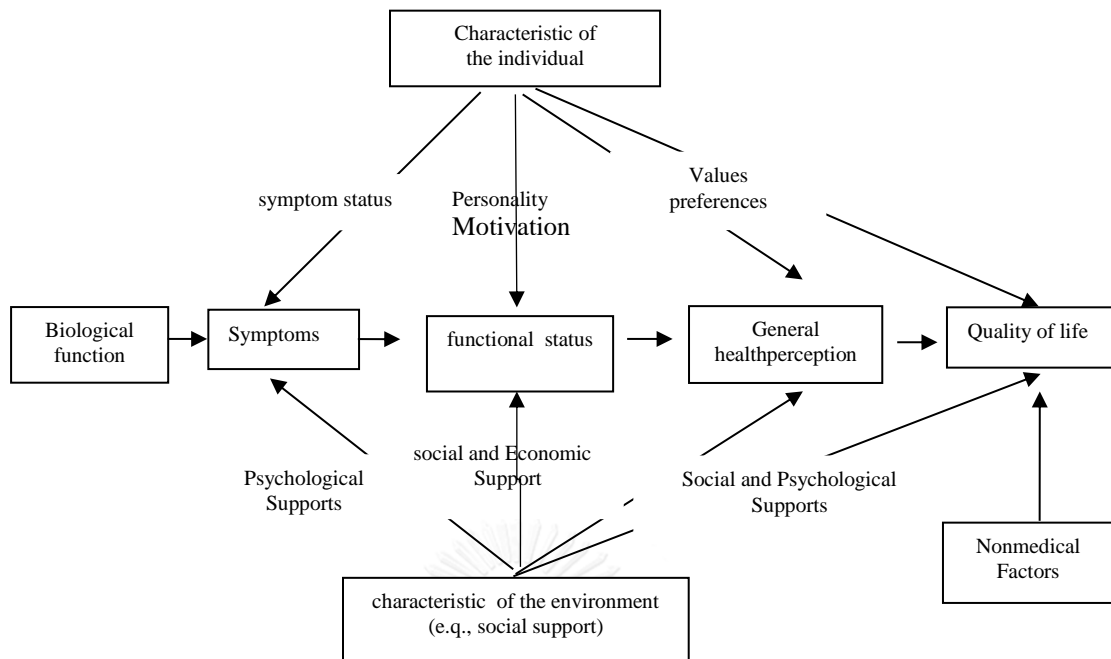 Characteristic of
the individual
symptom status
Personality
Motivation
Values
preferences
Biological
function
Symptoms
functional status
General
healthperception
Quality of life
Psychological
Supports
social and Economic
Support
Social and Psychological
Supports
Nonmedical
Factors
characteristic of the environment
(e.q., social support)